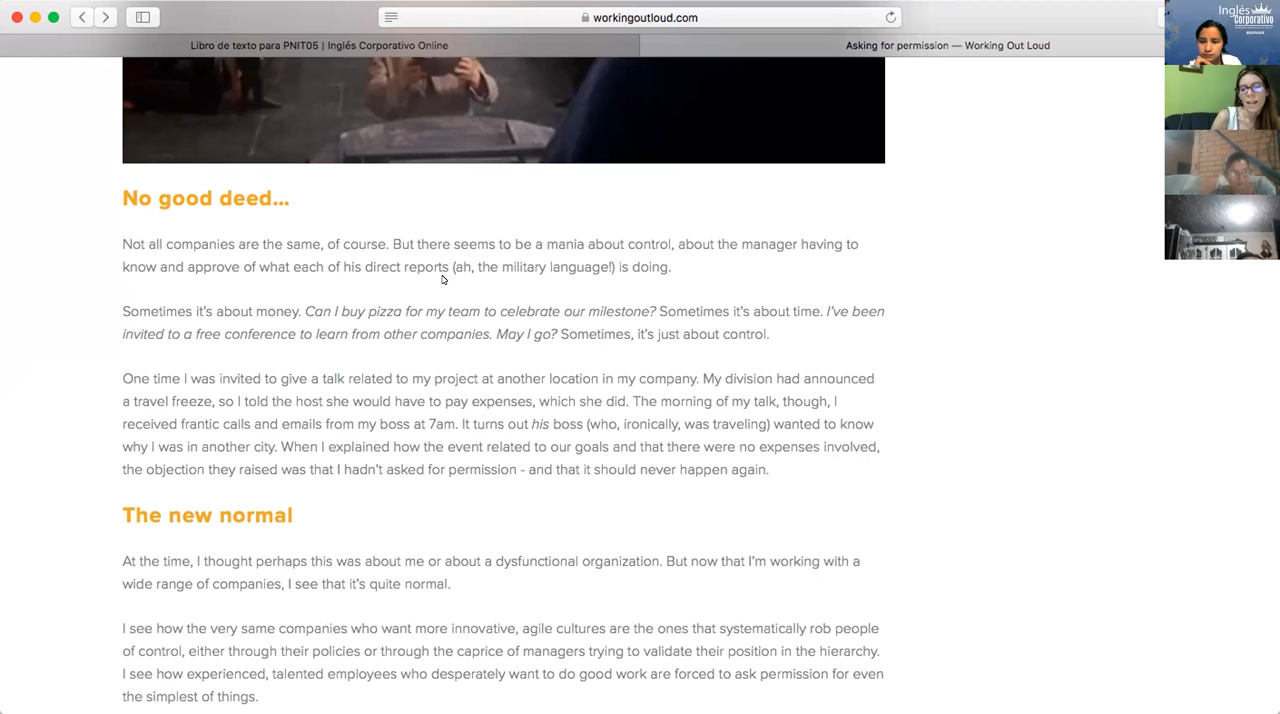 workingoutloud.com
Libro de texto para PNIT05 | Inglés Corporativo Online
Asking for permission — Working Out Loud
Inglés
Corporativo
BEGINNER
No good deed...
Not all companies are the same, of course. But there seems to be a mania about control, about the manager having to
know and approve of what each of his direct reports (ah, the military language!) is doing.
Sometimes it's about money. Can I buy pizza for my team to celebrate our milestone? Sometimes it's about time. I've been
invited to a free conference to learn from other companies. May I go? Sometimes, it's just about control.
One time I was invited to give a talk related to my project at another location in my company. My division had announced
a travel freeze, so I told the host she would have to pay expenses, which she did. The morning of my talk, though, I
received frantic calls and emails from my boss at 7am. It turns out his boss (who, ironically, was traveling) wanted to know
why I was in another city. When I explained how the event related to our goals and that there were no expenses involved,
the objection they raised was that I hadn't asked for permission - and that it should never happen again.
The new normal
At the time, I thought perhaps this was about me or about a dysfunctional organization. But now that I'm working with a
wide range of companies, I see that it's quite normal.
I see how the very same companies who want more innovative, agile cultures are the ones that systematically rob people
of control, either through their policies or through the caprice of managers trying to validate their position in the hierarchy.
I see how experienced, talented employees who desperately want to do good work are forced to ask permission for even
the simplest of things.